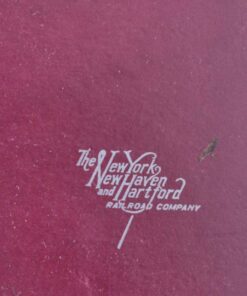 The New York
New Haven
and Hartford
RAILROAD COMPANY